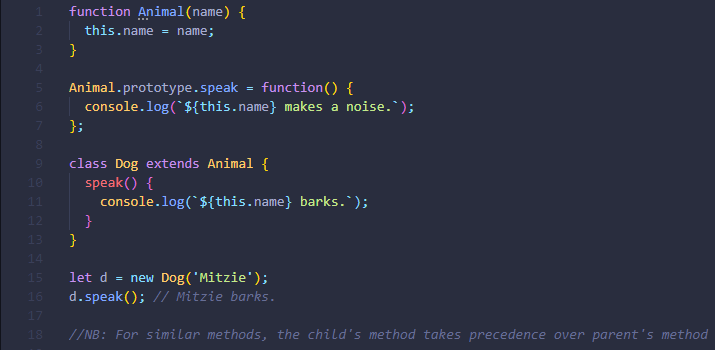 1 function Animal(name) {
2 this.name = name;
3 }
4
5 Animal.prototype.speak = function() {
6 console.log(`${this.name} makes a noise.`);
7 };
8
9 class Dog extends Animal {
10 speak() {
11 console.log(`${this.name} barks.`);
12 }
13 }
14
15 let d = new Dog('Mitzie');
16 d.speak(); // Mitzie barks.
17
18 //NB: For similar methods, the child's method takes precedence over parent's method